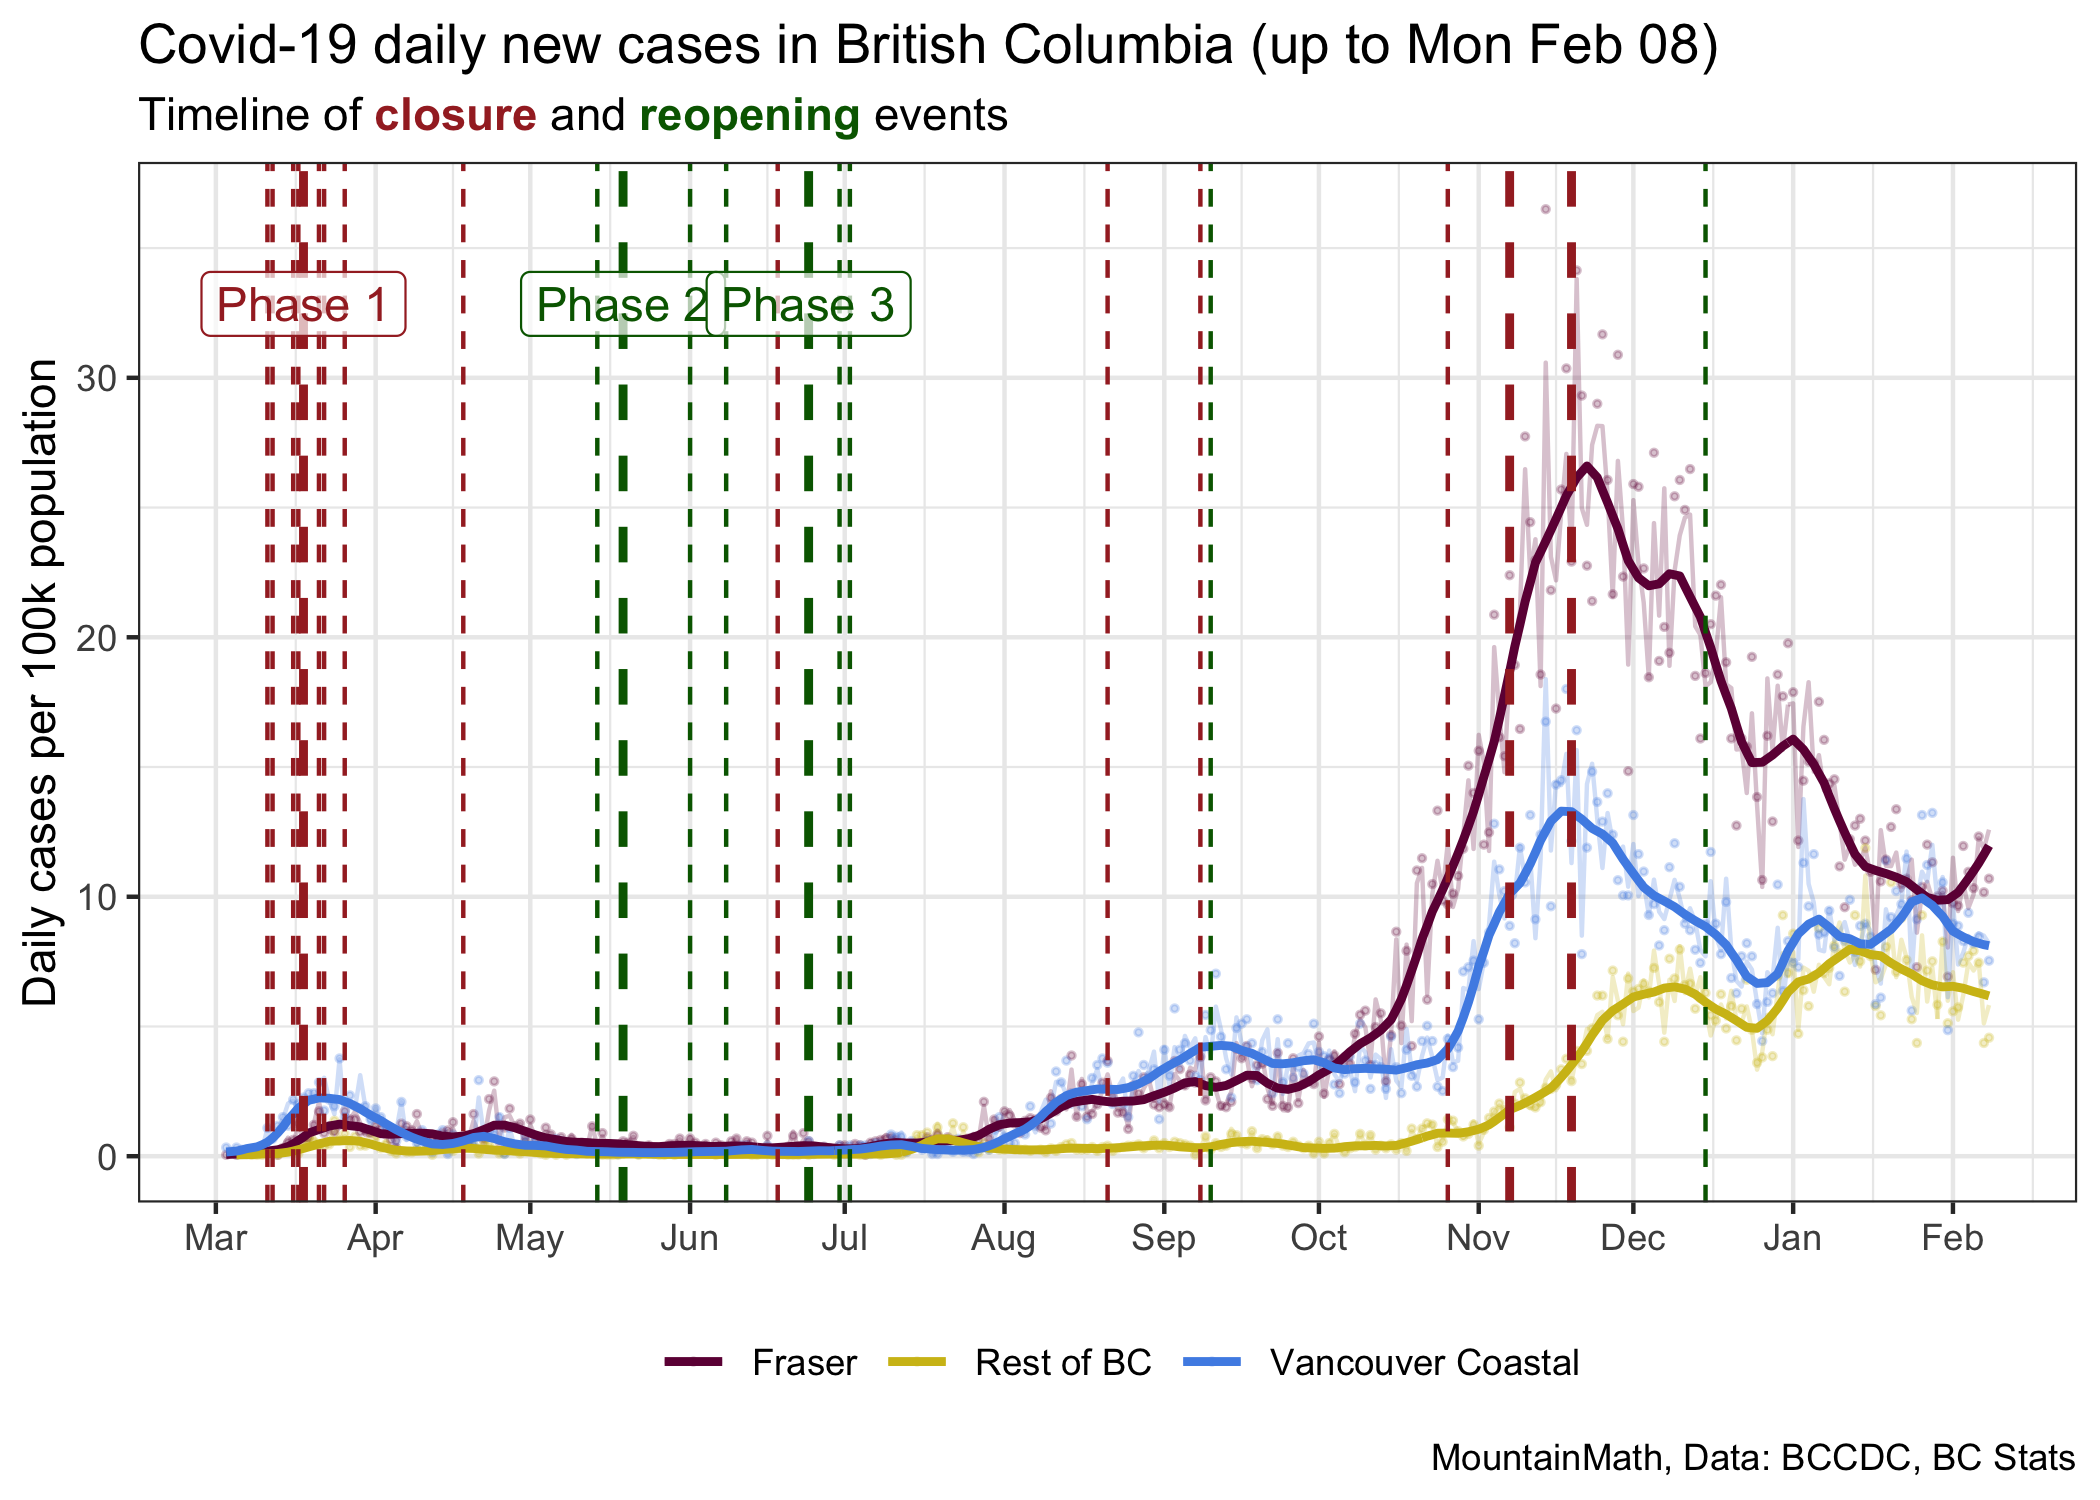 Covid-19 daily new cases in British Columbia (up to Mon Feb 08)
Timeline of closure and reopening events
Phase 1
Phase 2
Phase 3
Daily cases per 100k population
30
20
10
0
Mar Apr May Jun Jul Aug Sep Oct Nov Dec Jan Feb
Fraser Rest of BC Vancouver Coastal
MountainMath, Data: BCCDC, BC Stats